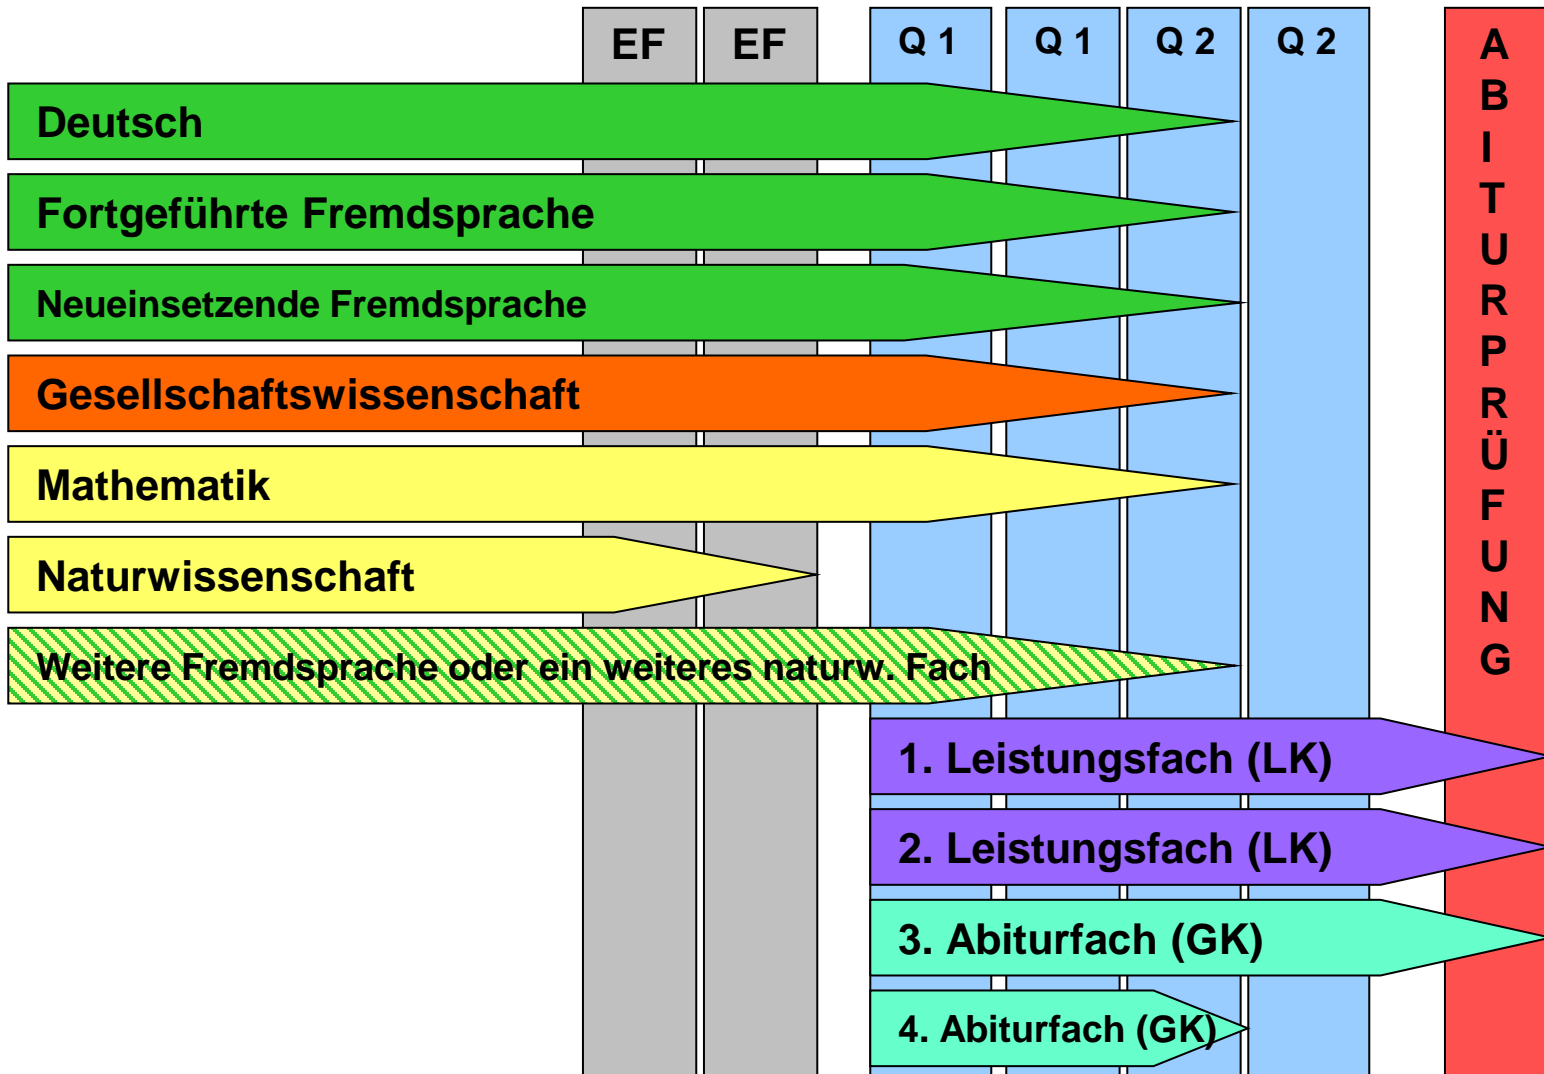 EF EF Q 1 Q 1 Q 2 Q 2
ABITURPRÜFUNG
Deutsch
Fortgeführte Fremdsprache
Neueinsetzende Fremdsprache
Gesellschaftswissenschaft
Mathematik
Naturwissenschaft
Weitere Fremdsprache oder ein weiteres naturw. Fach
1. Leistungsfach (LK)
2. Leistungsfach (LK)
3. Abiturfach (GK)
4. Abiturfach (GK)